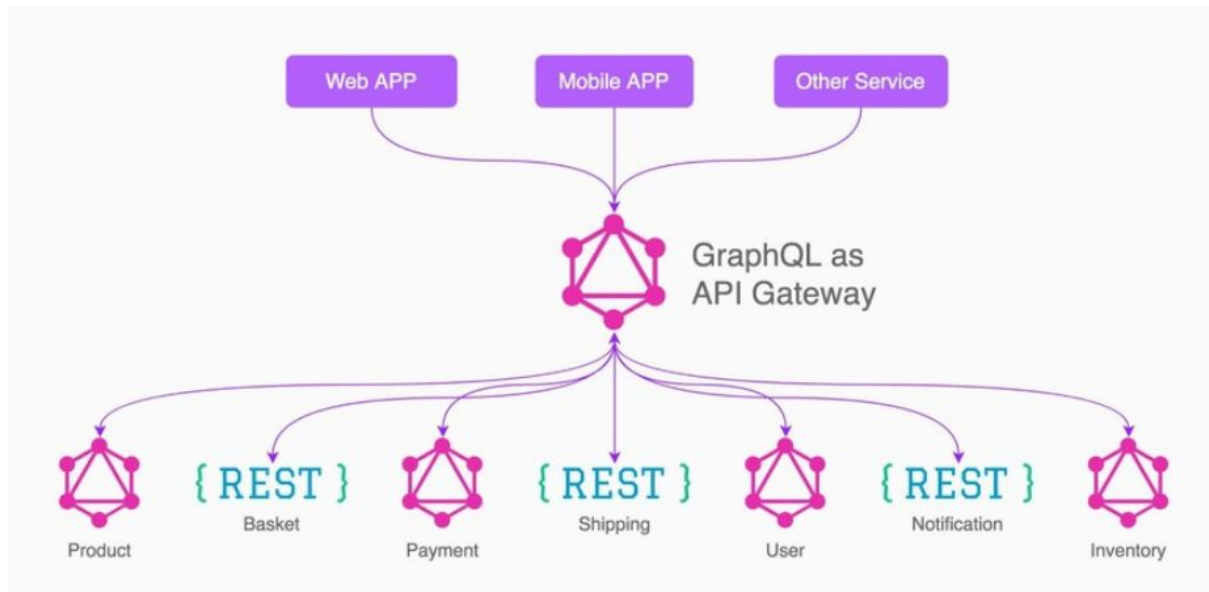 Web APP
Mobile APP
Other Service
GraphQL as
API Gateway
{ REST }
{ REST }
{ REST }
Basket
Shipping
Notification
Product
Payment
User
Inventory